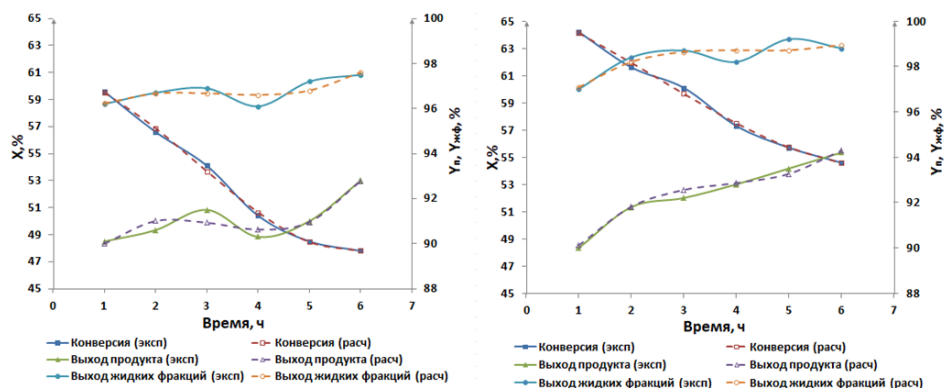 65
63
61
59
57
55
53
51
49
47
45
X,%
100
98
96
94
92
90
88
Yп, Yжф, %
0 1 2 3 4 5 6 7
Время, ч
Конверсия (эксп) Конверсия (расч)
Выход продукта (эксп) Выход продукта (расч)
Выход жидких фракций (эксп) Выход жидких фракций (расч)
65
63
61
59
57
55
53
51
49
47
45
X,%
100
98
96
94
92
90
88
Yп, Yжф, %
0 1 2 3 4 5 6 7
Время, ч
Конверсия (эксп) Конверсия (расч)
Выход продукта (эксп) Выход продукта (расч)
Выход жидких фракций (эксп) Выход жидких фракций (расч)